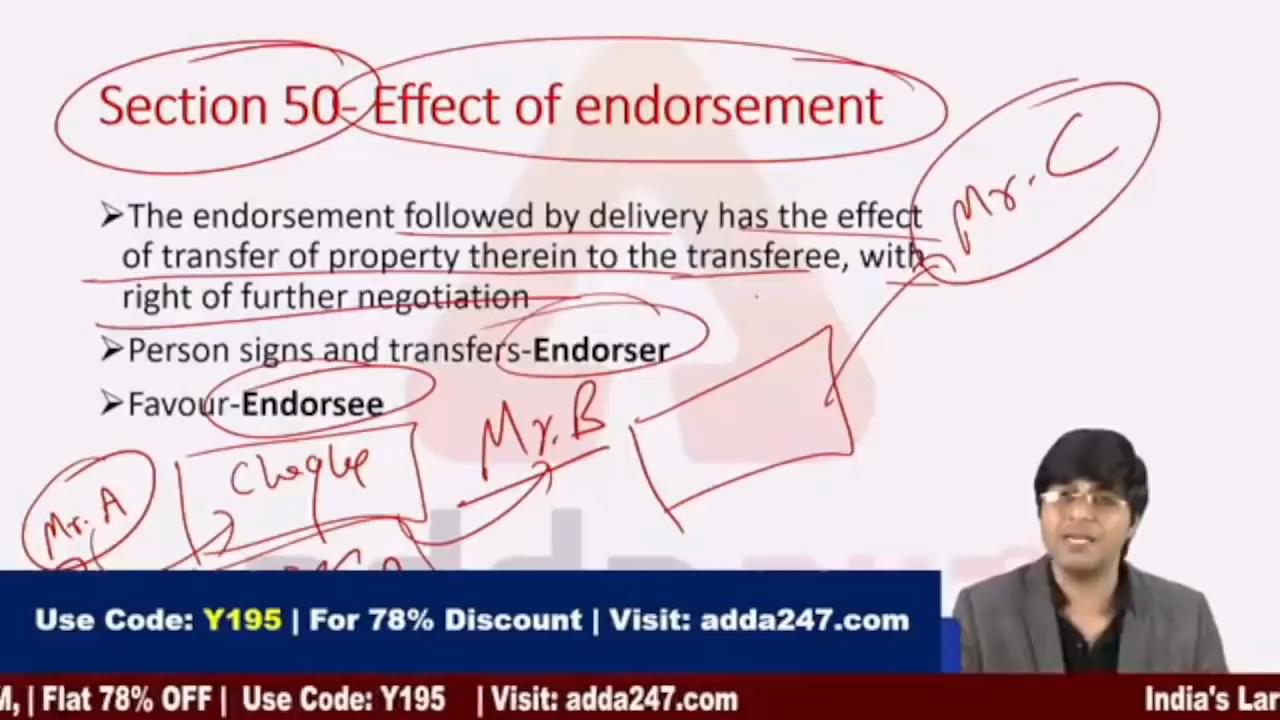 Section 50- Effect of endorsement
Mr. C
➢The endorsement followed by delivery has the effect
of transfer of property therein to the transferee, with
right of further negotiation
➢Person signs and transfers-Endorser
➢Favour-Endorsee
Mr. B
Cheque
Mr. A
Use Code: Y195 | For 78% Discount | Visit: adda247.com
M, | Flat 78% OFF | Use Code: Y195 | Visit: adda247.com
India's Lar